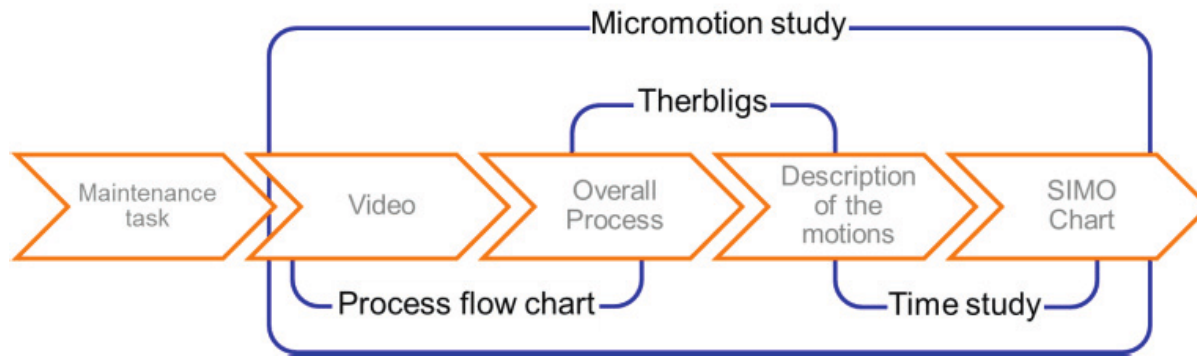 Micromotion study
Therbligs
Maintenance
task
Video
Overall
Process
Description
of the
motions
SIMO
Chart
Process flow chart
Time study